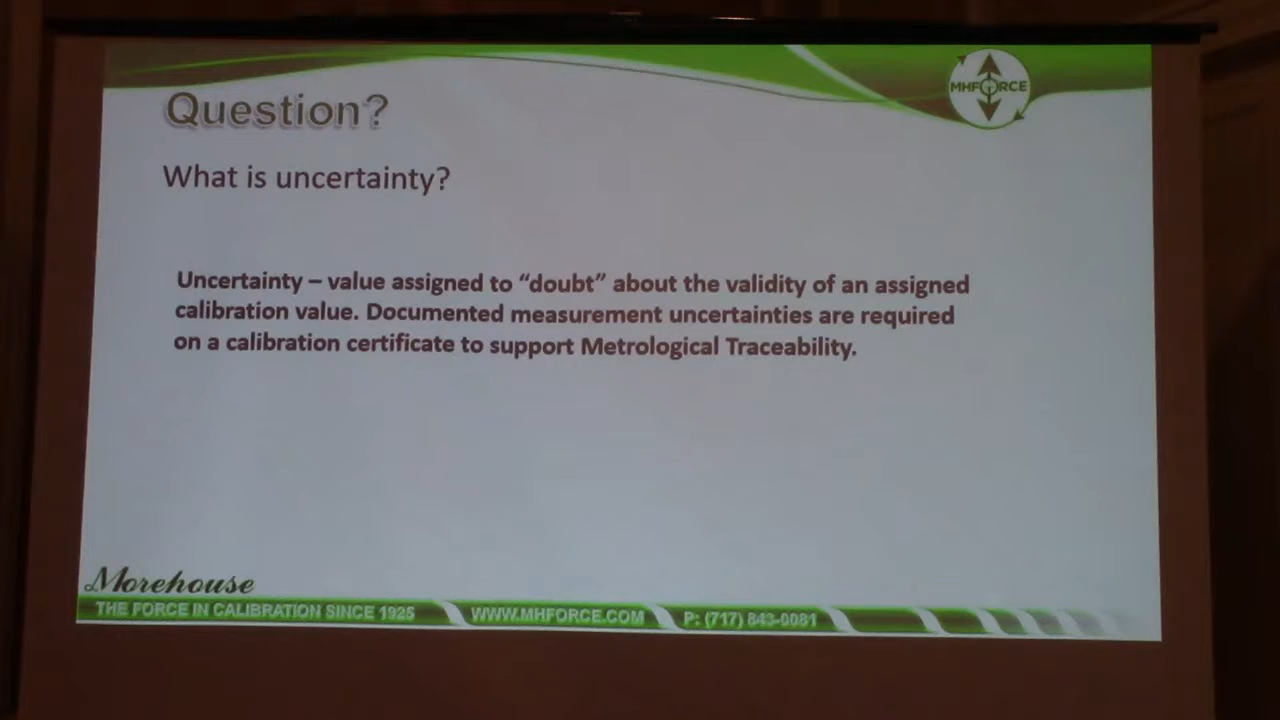 MHFORCE
Question?
What is uncertainty?
Uncertainty – value assigned to “doubt” about the validity of an assigned
calibration value. Documented measurement uncertainties are required
on a calibration certificate to support Metrological Traceability.
Morehouse
THE FORCE IN CALIBRATION SINCE 1925 WWW.MHFORCE.COM P: (717) 843-0081